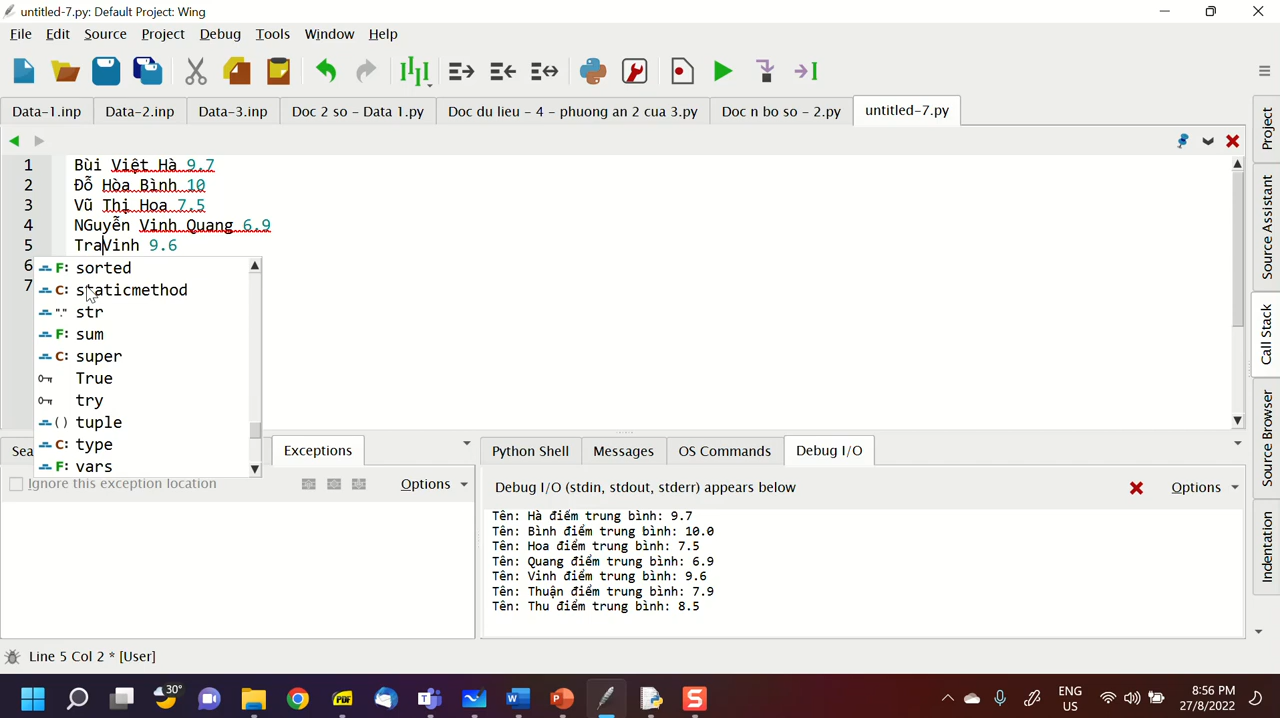 untitled-7.py: Default Project: Wing
File Edit Source Project Debug Tools Window Help
Data-1.inp Data-2.inp Data-3.inp Doc 2 so - Data 1.py Doc du lieu - 4 - phuong an 2 cua 3.py Doc n bo so - 2.py untitled-7.py
1 Bùi Việt Hà 9.7
2 Đỗ Hòa Bình 10
3 Vũ Thị Hoa 7.5
4 NGuyễn Vinh Quang 6.9
5 TraVinh 9.6
6
7
F: sorted
C: staticmethod
"." str
F: sum
C: super
True
try
() tuple
C: type
F: vars
Project
Source Assistant
Call Stack
Source Browser
Indentation
Sea Exceptions
Ignore this exception location Options
Python Shell Messages OS Commands Debug I/O
Debug I/O (stdin, stdout, stderr) appears below Options
Tên: Hà điểm trung bình: 9.7
Tên: Bình điểm trung bình: 10.0
Tên: Hoa điểm trung bình: 7.5
Tên: Quang điểm trung bình: 6.9
Tên: Vinh điểm trung bình: 9.6
Tên: Thuận điểm trung bình: 7.9
Tên: Thu điểm trung bình: 8.5
Line 5 Col 2 * [User]
30°
PDF
ENG
US
8:56 PM
27/8/2022